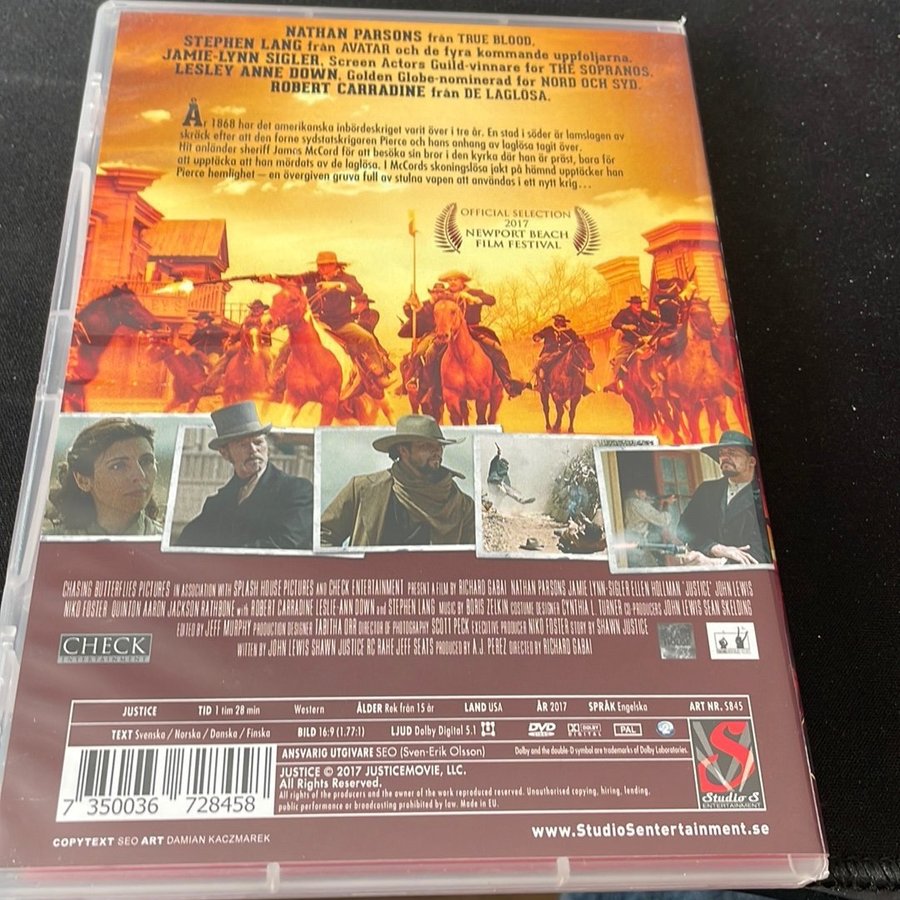 NATHAN PARSONS från TRUE BLOOD,
STEPHEN LANG från AVATAR och de fyra kommande uppföljarna.
JAMIE-LYNN SIGLER, Screen Actors Guild-vinnare för THE SOPRANOS.
LESLEY ANNE DOWN, Golden Globe-nominerad för NORD OCH SYD.
ROBERT CARRADINE från DE LAGLÖSA.
År 1868 har det amerikanska inbördeskriget varit över i tre år. En stad i söder är lamslagen av
skräck efter att den forne sydstatskrigaren Pierce och hans anhang av laglösa tagit över.
Hit anländer sheriff James McCord för att besöka sin bror i den kyrka där han är präst, bara för
att upptäcka att han mördats av de laglösa. I McCords skoningslösa jakt på hämnd upptäcker han
Pierce hemlighet – en övergiven gruva full av stulna vapen att användas i ett nytt krig...
OFFICIAL SELECTION
2017
NEWPORT BEACH
FILM FESTIVAL
CHASING BUTTERFLIES PICTURES IN ASSOCIATION WITH SPLASH HOUSE PICTURES AND CHECK ENTERTAINMENT PRESENT A FILM BY RICHARD GABAI NATHAN PARSONS JAMIE LYNN-SIGLER ELLEN HOLLMAN "JUSTICE" JOHN LEWIS
NIKO FOSTER QUINTON AARON JACKSON RATHBONE with ROBERT CARRADINE LESLIE-ANN DOWN and STEPHEN LANG MUSIC BY BORIS ZELKIN COSTUME DESIGNER CYNTHIA L. TURNER CO-PRODUCERS JOHN LEWIS SEAN SKELDING
EDITED BY JEFF MURPHY PRODUCTION DESIGNER TABITHA ORR DIRECTOR OF PHOTOGRAPHY SCOTT PECK EXECUTIVE PRODUCER NIKO FOSTER STORY BY SHAWN JUSTICE
WITTEN BY JOHN LEWIS SHAWN JUSTICE RC RAHE JEFF SEATS PRODUCED BY A.J. PEREZ DIRECTED BY RICHARD GABAI
CHECK
ENTERTAINMENT
JUSTICE TID 1 tim 28 min Western ÅLDER Rek från 15 år LAND USA ÅR 2017 SPRÅK Engelska ART NR. S845
TEXT Svenska / Norska / Danska / Finska BILD 16:9 (1.77:1) LJUD Dolby Digital 5.1 DVD VIDEO DOLBY DIGITAL PAL 2
ANSVARIG UTGIVARE SEO (Sven-Erik Olsson) Dolby and the double-D symbol are trademarks of Dolby Laboratories.
JUSTICE © 2017 JUSTICEMOVIE, LLC.
All Rights Reserved.
All rights of the producers and the owner of the work reserved. Unauthorised copying, hiring, lending,
public performance or broadcasting prohibited by law. Made in EU.
S
Studio S
ENTERTAINMENT
7 350036 728458
COPYTEXT SEO ART DAMIAN KACZMAREK
www.StudioSentertainment.se